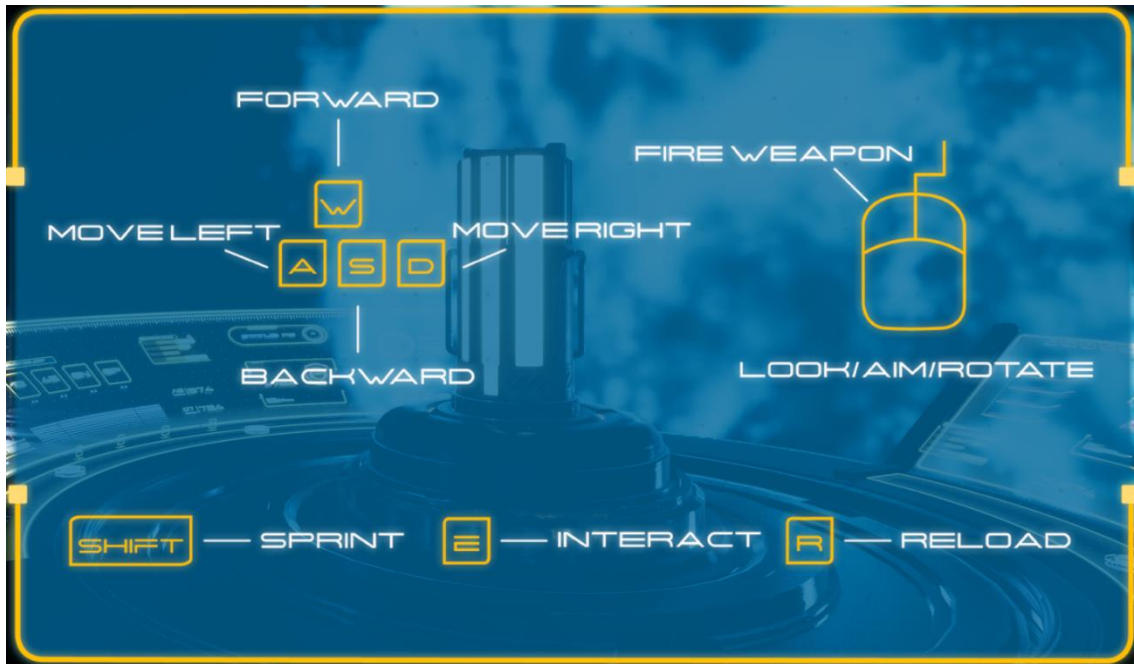 FORWARD
FIRE WEAPON
W
MOVE LEFT
MOVE RIGHT
A S D
BACKWARD
LOOK/AIM/ROTATE
SHIFT SPRINT E INTERACT R RELOAD